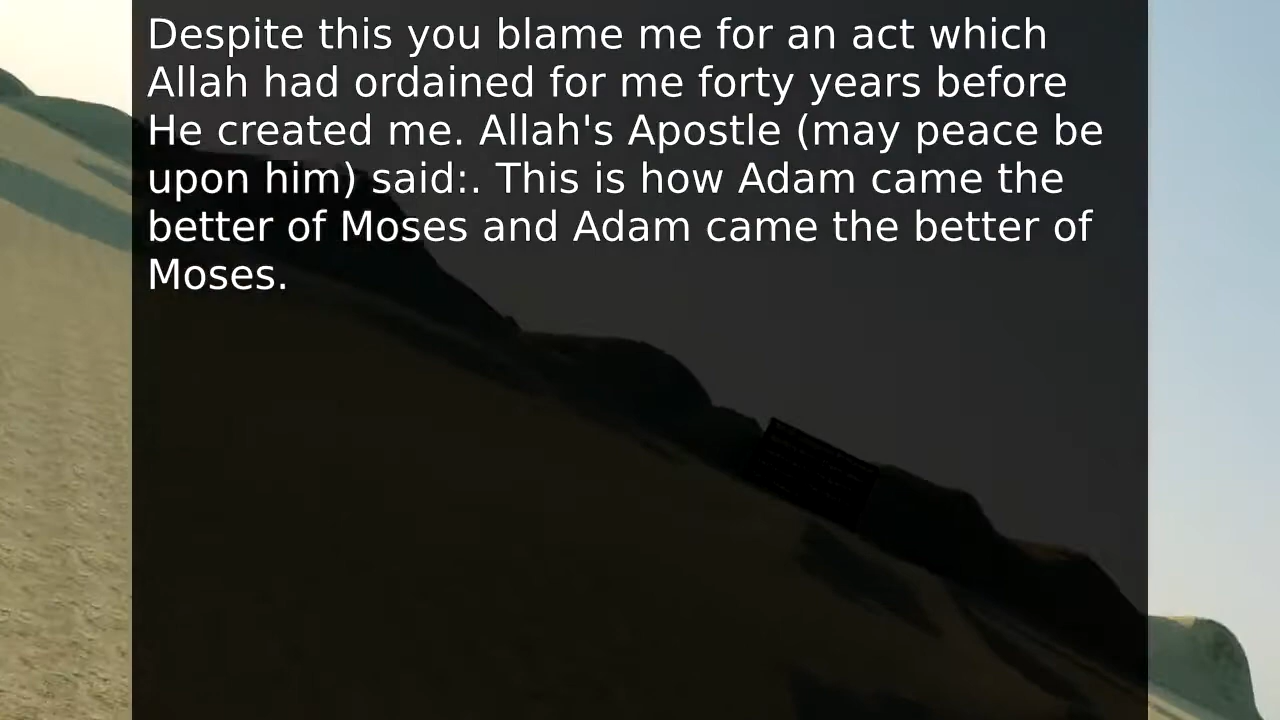 Despite this you blame me for an act which
Allah had ordained for me forty years before
He created me. Allah's Apostle (may peace be
upon him) said:. This is how Adam came the
better of Moses and Adam came the better of
Moses.